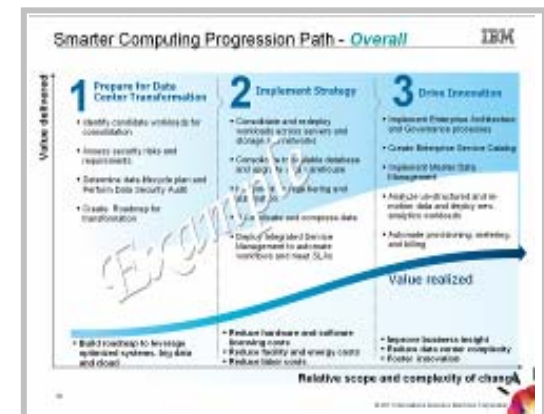 Smarter Computing Progression Path - Overall
IBM
Value delivered
1 Prepare for Data
Center Transformation
• Identify candidate workloads for
consolidation
• Assess security risks and
requirements
• Determine data lifecycle plan and
Perform Data Security Audit
• Create Roadmap for
transformation
• Build roadmap to leverage
optimized systems, big data
and cloud
2 Implement Strategy
• Consolidate and redeploy
workloads across servers and
storage networks
database
and
and
and compress data
• Deploy Integrated Service
Management to automate
workflows and meet SLAs
• Reduce hardware and software
licensing costs
• Reduce facility and energy costs
• Reduce labor costs
3 Drive Innovation
• Implement Enterprise Architecture
and Governance processes
• Create Enterprise Service Catalog
• Implement Master Data
Management
• Analyze un-structured and in-
motion data and deploy new
analytics workloads
• Automate provisioning, metering,
and billing
Value realized
• Improve business insight
• Reduce data center complexity
• Foster innovation
Example
Relative scope and complexity of change